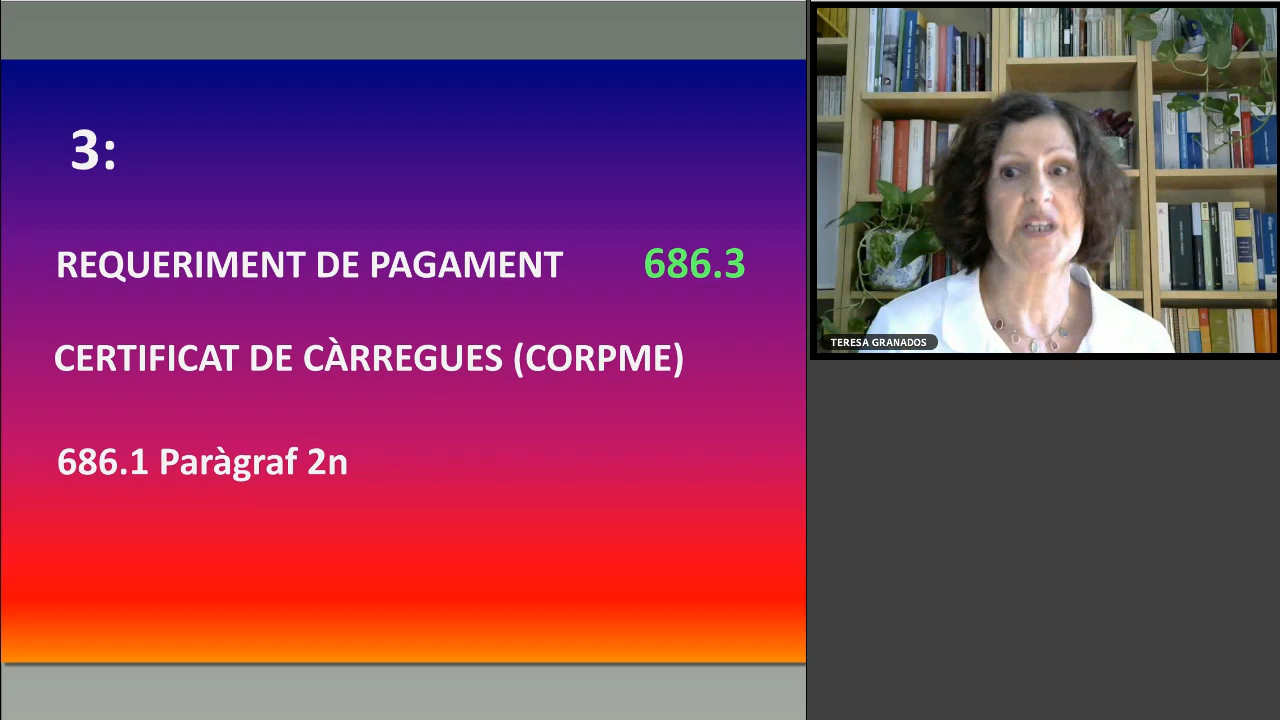 3:
REQUERIMENT DE PAGAMENT 686.3
CERTIFICAT DE CÀRREGUES (CORPME)
686.1 Paràgraf 2n
TERESA GRANADOS